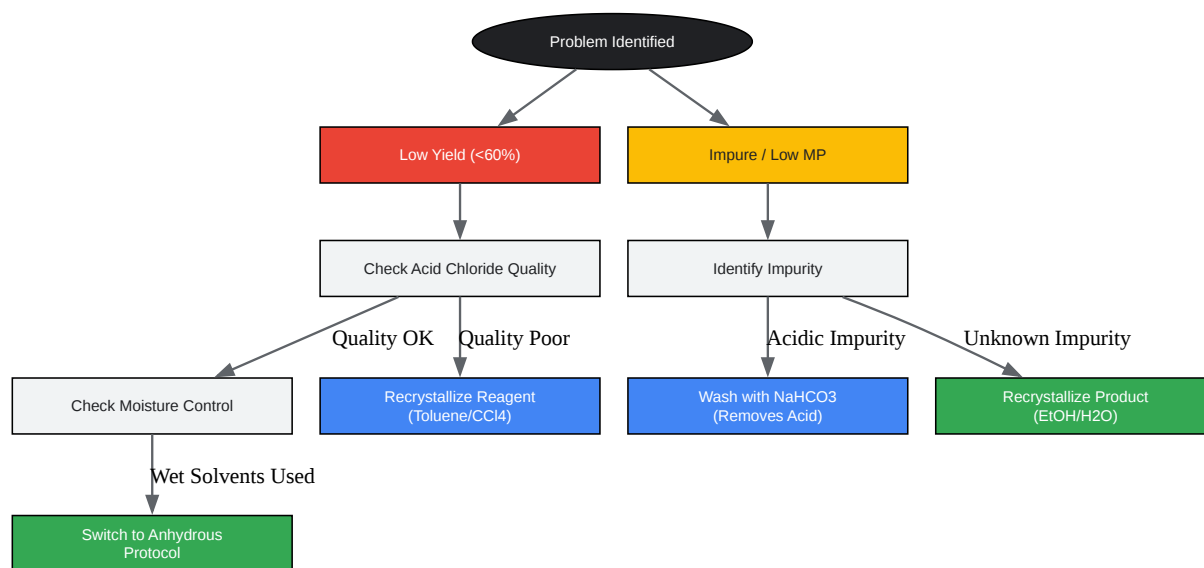 Problem Identified
Low Yield (<60%)
Impure / Low MP
Check Acid Chloride Quality
Identify Impurity
Quality OK
Quality Poor
Acidic Impurity
Unknown Impurity
Check Moisture Control
Recrystallize Reagent
(Toluene/CCl4)
Wash with NaHCO3
(Removes Acid)
Recrystallize Product
(EtOH/H2O)
Wet Solvents Used
Switch to Anhydrous
Protocol